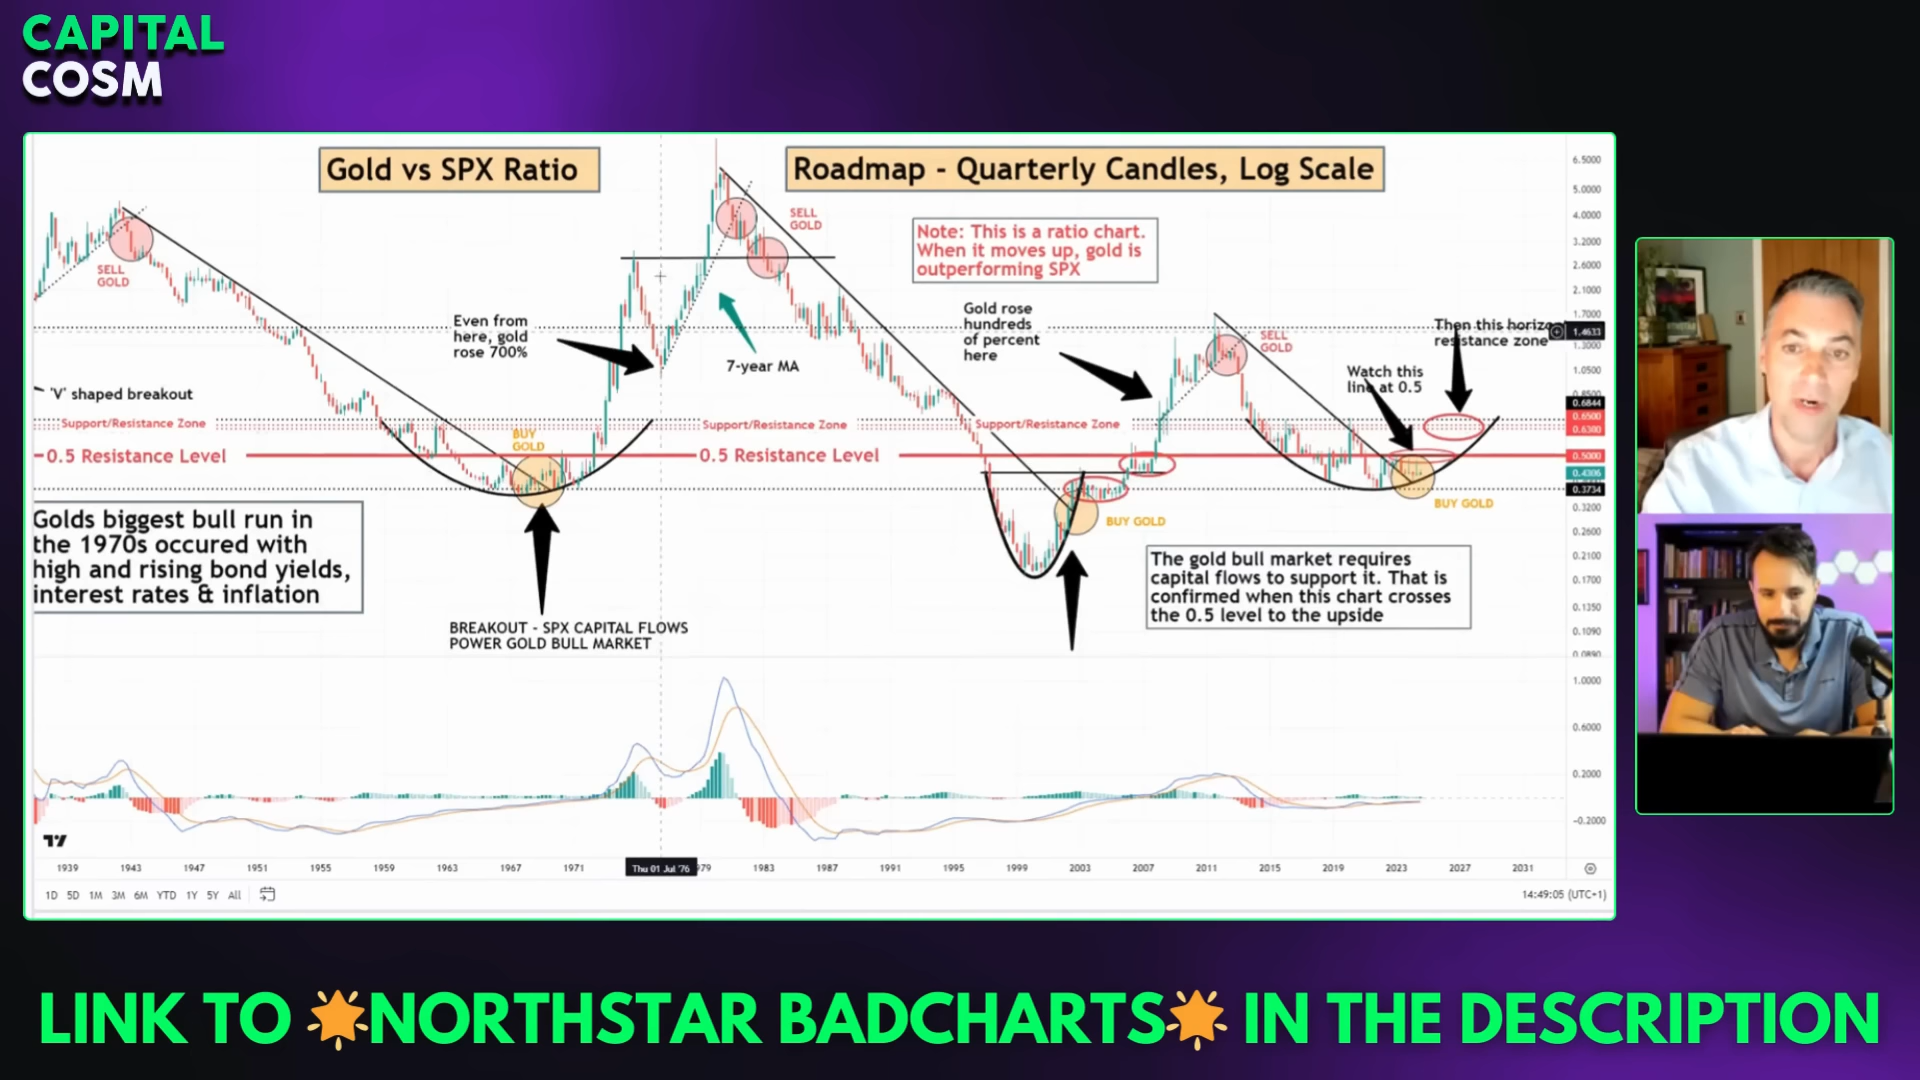 CAPITAL
COSM
Gold vs SPX Ratio
Roadmap - Quarterly Candles, Log Scale
SELL
GOLD
SELL
GOLD
Note: This is a ratio chart.
When it moves up, gold is
outperforming SPX
Even from
here, gold
rose 700%
7-year MA
Gold rose
hundreds
of percent
here
SELL
GOLD
Then this horizo
resistance zone
Watch this
line at 0.5
'V' shaped breakout
Support/Resistance Zone
Support/Resistance Zone
Support/Resistance Zone
BUY
GOLD
0.5 Resistance Level
0.5 Resistance Level
BUY GOLD
BUY GOLD
Golds biggest bull run in
the 1970s occured with
high and rising bond yields,
interest rates & inflation
BREAKOUT - SPX CAPITAL FLOWS
POWER GOLD BULL MARKET
The gold bull market requires
capital flows to support it. That is
confirmed when this chart crosses
the 0.5 level to the upside
6.5000
5.0000
4.0000
3.2000
2.6000
2.1000
1.7000
1.4633
1.3000
1.0500
0.6844
0.6500
0.6300
0.5000
0.4306
0.3734
0.3200
0.2600
0.2100
0.1700
0.1350
0.1090
0.0890
1.0000
0.6000
0.2000
-0.2000
1939 1943 1947 1951 1955 1959 1963 1967 1971 Thu 01 Jul '76 979 1983 1987 1991 1995 1999 2003 2007 2011 2015 2019 2023 2027 2031
1D 5D 1M 3M 6M YTD 1Y 5Y All
14:49:05 (UTC+1)
LINK TO NORTHSTAR BADCHARTS IN THE DESCRIPTION